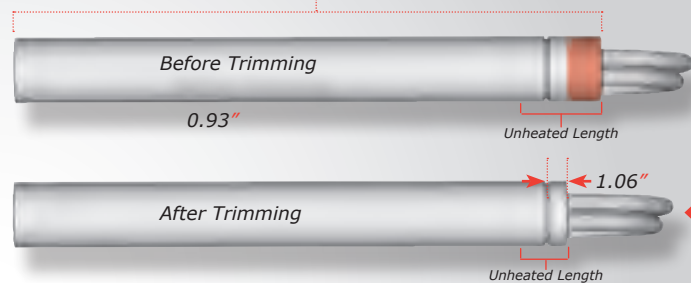 Before Trimming
0.93″
Unheated Length
1.06″
After Trimming
Unheated Length